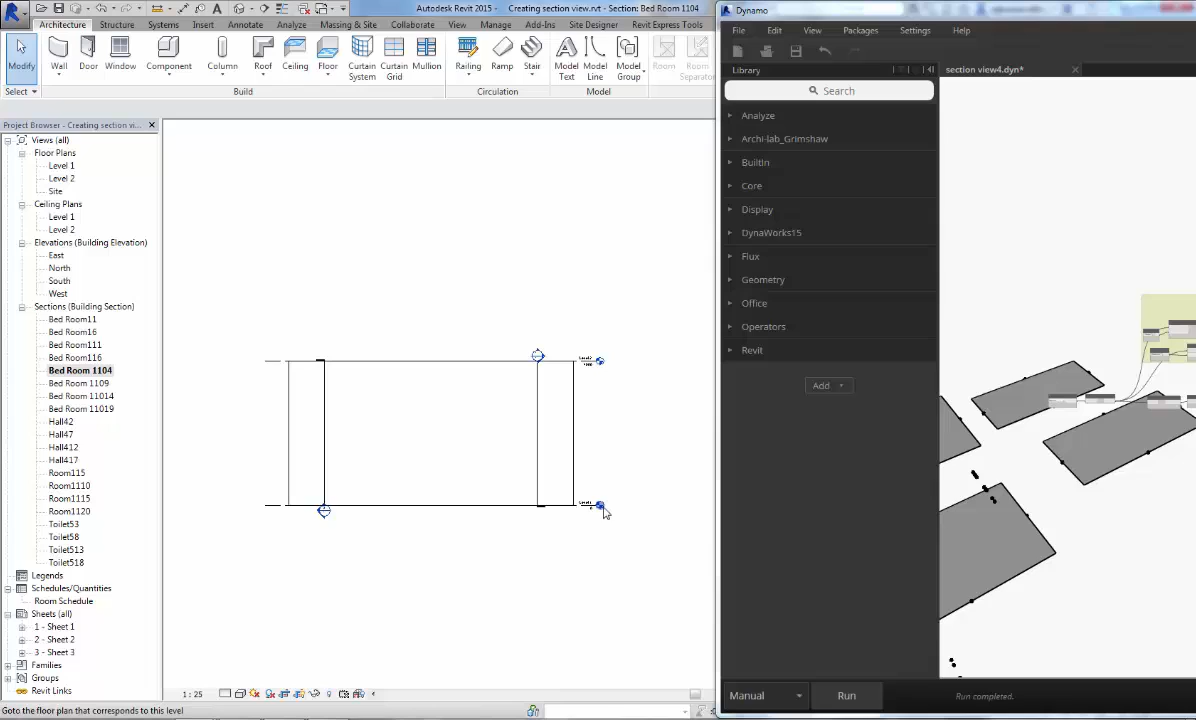 Autodesk Revit 2015 - Creating section view.rvt - Section: Bed Room 1104
Architecture Structure Systems Insert Annotate Analyze Massing & Site Collaborate View Manage Add-Ins Site Designer Revit Express Tools
Modify Wall Door Window Component Column Roof Ceiling Floor Curtain System Curtain Grid Mullion Railing Ramp Stair Model Text Model Line Model Group Room Room Separator
Select Build Circulation Model
Project Browser - Creating section vi...
Views (all)
Floor Plans
Level 1
Level 2
Site
Ceiling Plans
Level 1
Level 2
Elevations (Building Elevation)
East
North
South
West
Sections (Building Section)
Bed Room11
Bed Room16
Bed Room111
Bed Room116
Bed Room 1104
Bed Room 1109
Bed Room 11014
Bed Room 11019
Hall42
Hall47
Hall412
Hall417
Room115
Room1110
Room1115
Room1120
Toilet53
Toilet58
Toilet513
Toilet518
Legends
Schedules/Quantities
Room Schedule
Sheets (all)
1 - Sheet 1
2 - Sheet 2
3 - Sheet 3
Families
Groups
Revit Links
1 : 25
Goto the floor plan that corresponds to this level
Dynamo
File Edit View Packages Settings Help
Library
section view4.dyn*
Search
Analyze
Archi-lab_Grimshaw
BuiltIn
Core
Display
DynaWorks15
Flux
Geometry
Office
Operators
Revit
Add
Manual
Run
Run completed.